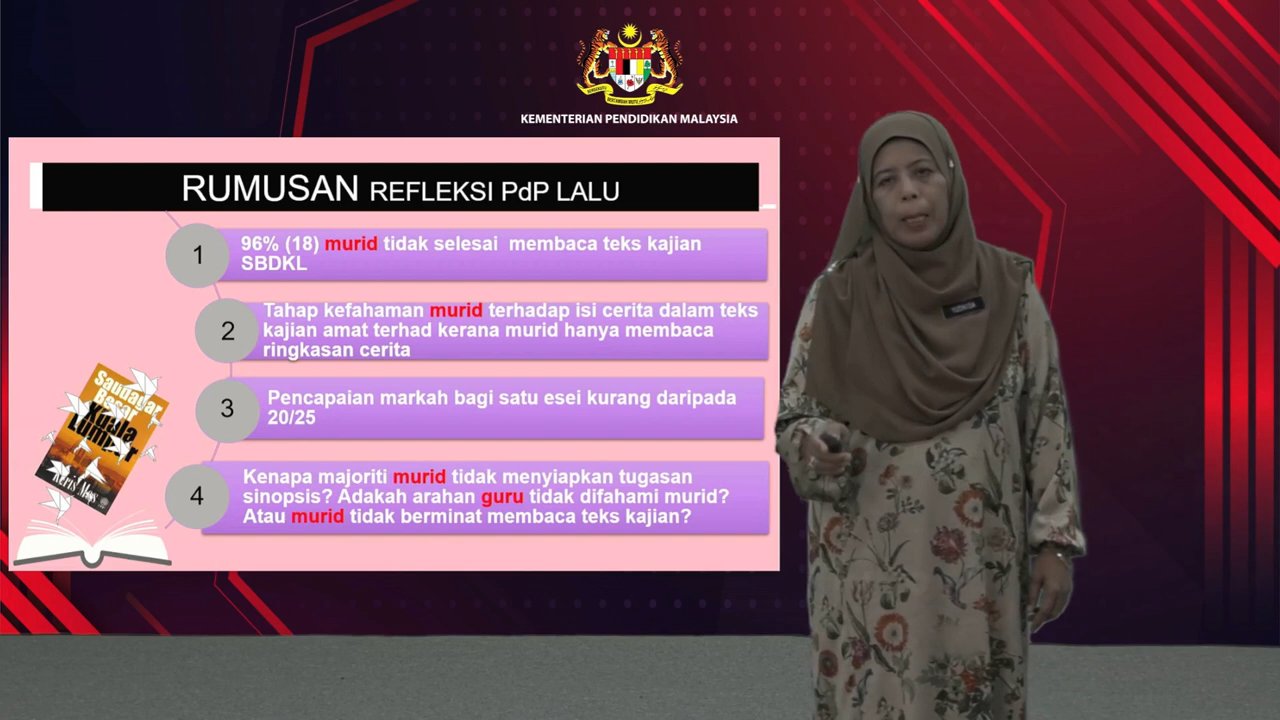 KEMENTERIAN PENDIDIKAN MALAYSIA
RUMUSAN REFLEKSI PdP LALU
1
96% (18) murid tidak selesai membaca teks kajian
SBDKL
2
Tahap kefahaman murid terhadap isi cerita dalam teks
kajian amat terhad kerana murid hanya membaca
ringkasan cerita
3
Pencapaian markah bagi satu esei kurang daripada
20/25
4
Kenapa majoriti murid tidak menyiapkan tugasan
sinopsis? Adakah arahan guru tidak difahami murid?
Atau murid tidak berminat membaca teks kajian?
Saudagar
Besar
Kuala
Lumpur
Keris Mas